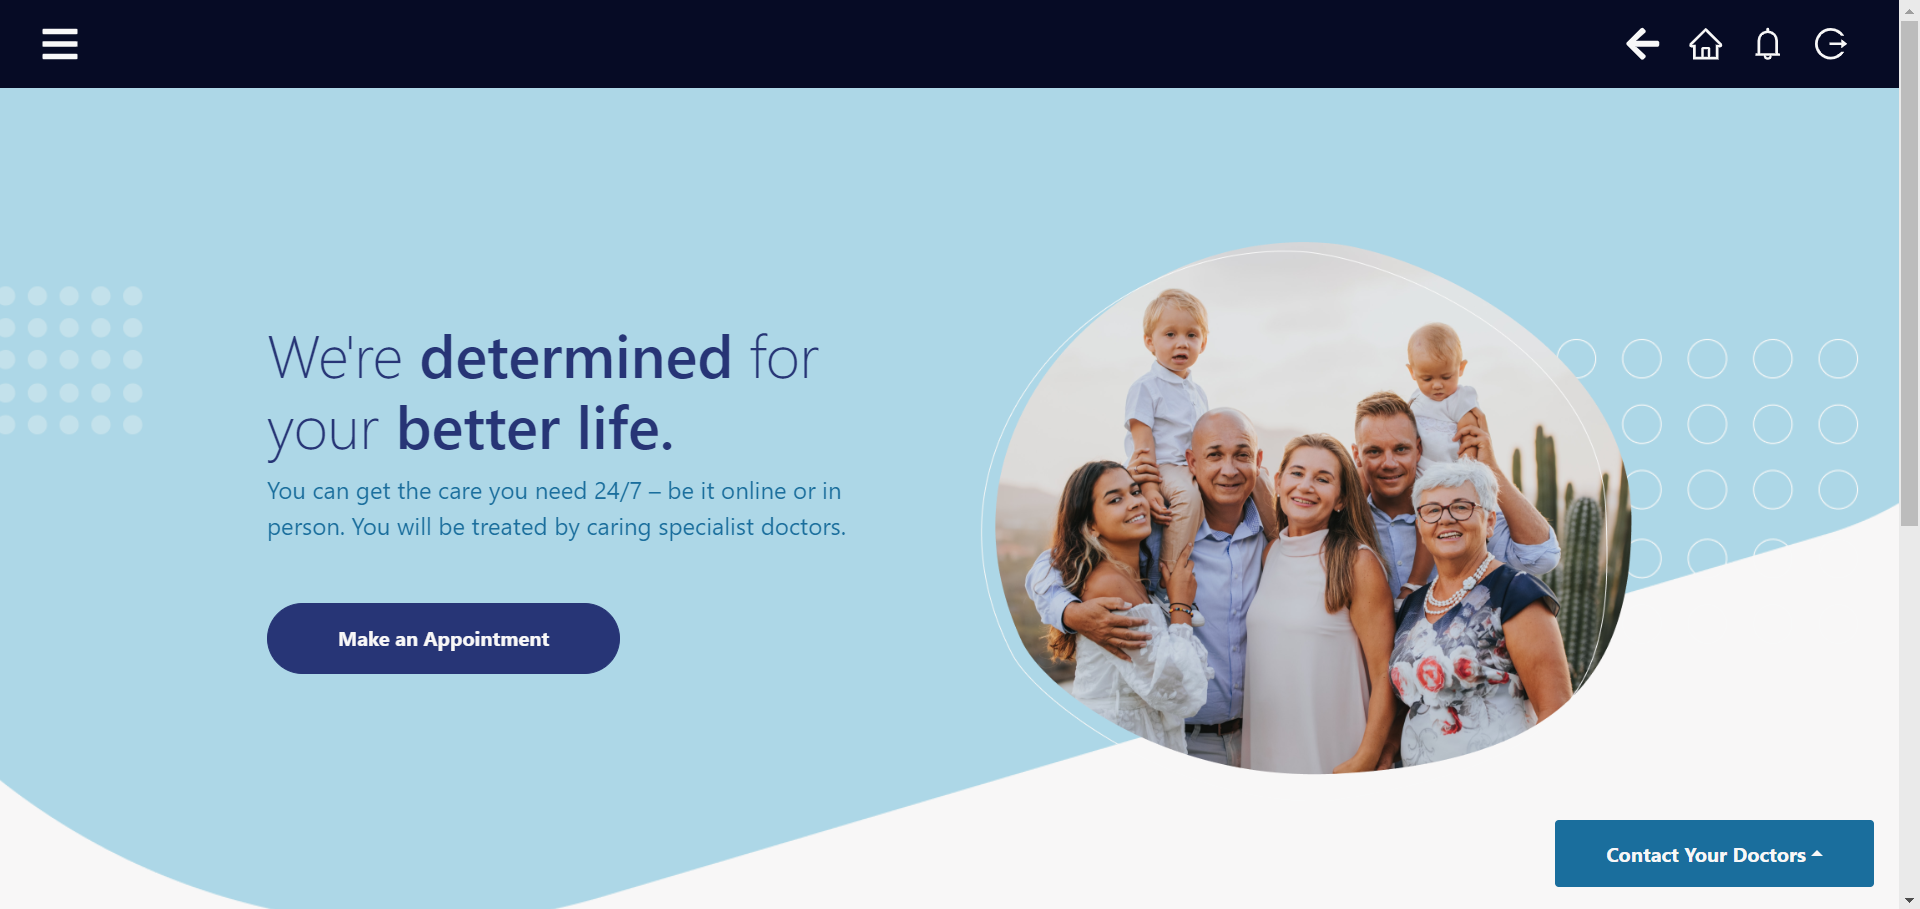 We're determined for
your better life.
You can get the care you need 24/7 – be it online or in
person. You will be treated by caring specialist doctors.
Make an Appointment
Contact Your Doctors